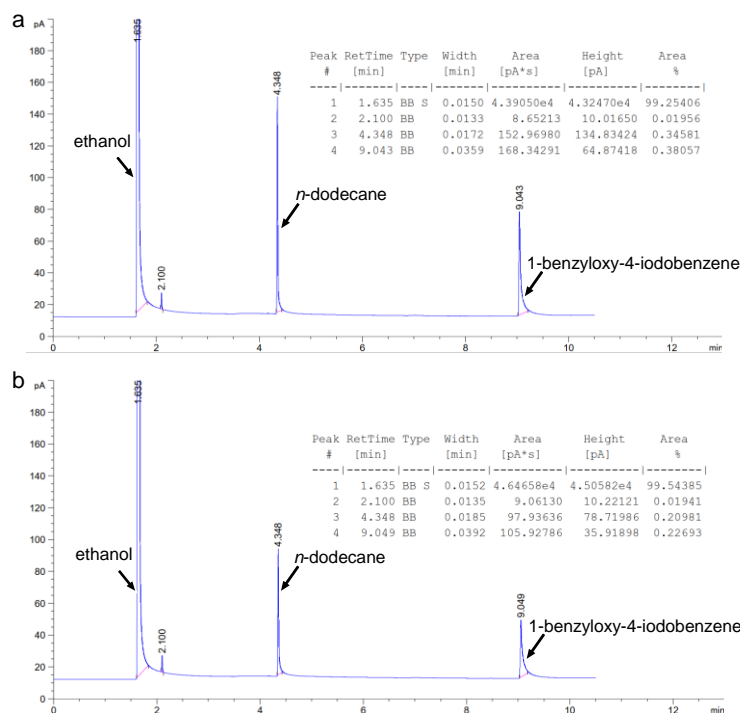 a
pA
180
160
140
120
100
80
60
40
20
0
0
2
4
6
8
10
12
min
1.635
2.100
4.348
9.043
ethanol
n-dodecane
1-benzyloxy-4-iodobenzene
Peak RetTime Type Width Area Height Area
# [min] [min] [pA*s] [pA] %
----|-------|----|-------|----------|----------|--------|
1 1.635 BB S 0.0150 4.39050e4 4.32470e4 99.25406
2 2.100 BB 0.0133 8.65213 10.01650 0.01956
3 4.348 BB 0.0172 152.96980 134.83424 0.34581
4 9.043 BB 0.0359 168.34291 64.87418 0.38057
b
pA
180
160
140
120
100
80
60
40
20
0
0
2
4
6
8
10
12
min
1.635
2.100
4.348
9.049
ethanol
n-dodecane
1-benzyloxy-4-iodobenzene
Peak RetTime Type Width Area Height Area
# [min] [min] [pA*s] [pA] %
----|-------|----|-------|----------|----------|--------|
1 1.635 BB S 0.0152 4.64658e4 4.50582e4 99.54385
2 2.100 BB 0.0135 9.06130 10.22121 0.01941
3 4.348 BB 0.0185 97.93636 78.71986 0.20981
4 9.049 BB 0.0392 105.92786 35.91898 0.22693